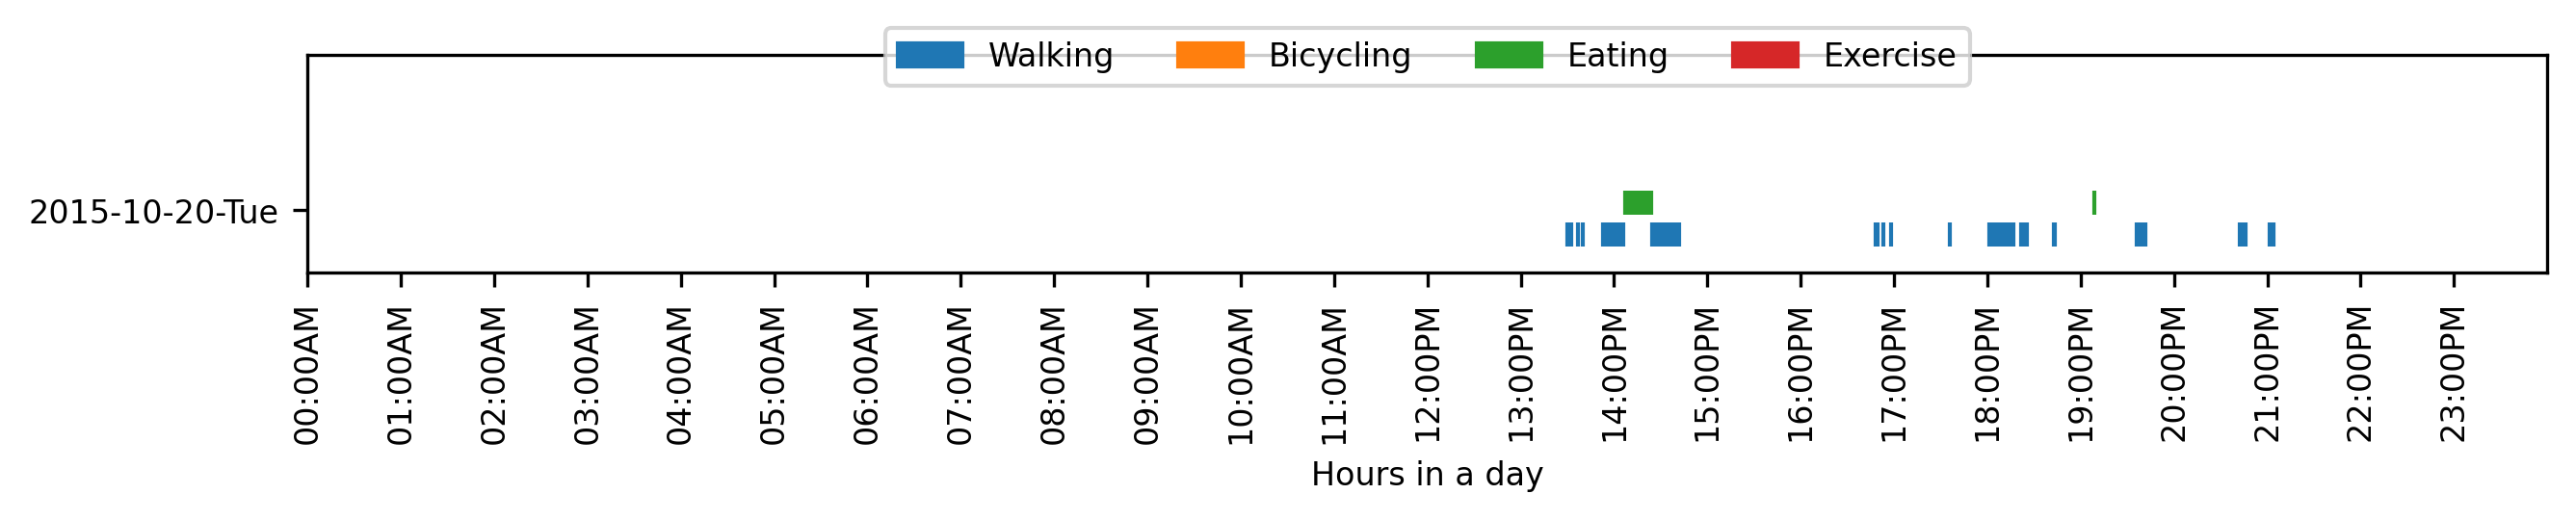 Walking Bicycling Eating Exercise
2015-10-20-Tue
00:00AM 01:00AM 02:00AM 03:00AM 04:00AM 05:00AM 06:00AM 07:00AM 08:00AM 09:00AM 10:00AM 11:00AM 12:00PM 13:00PM 14:00PM 15:00PM 16:00PM 17:00PM 18:00PM 19:00PM 20:00PM 21:00PM 22:00PM 23:00PM
Hours in a day